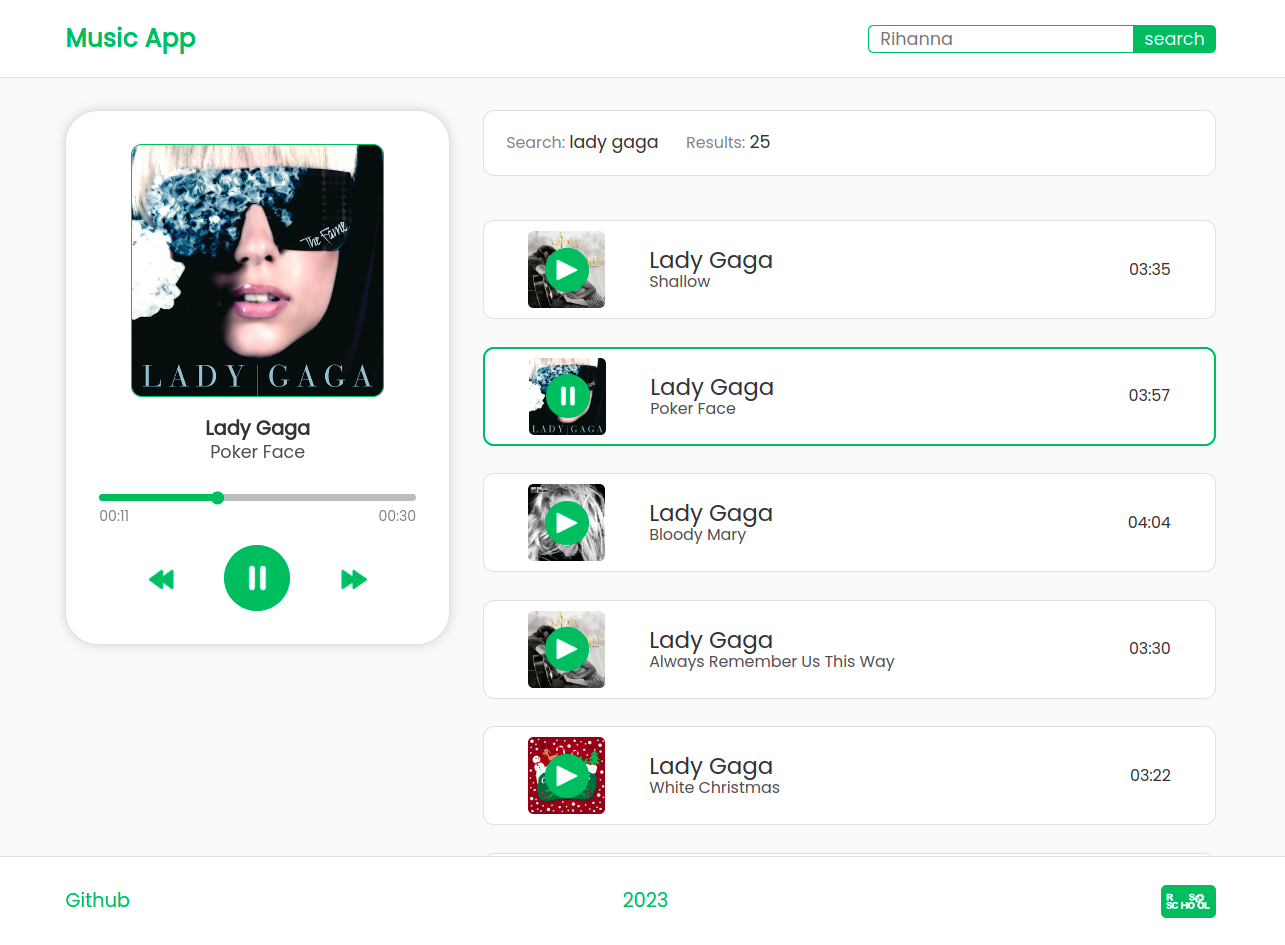 Music App
Rihanna
search
The Fame
LADY | GAGA
Lady Gaga
Poker Face
00:11
00:30
Search: lady gaga Results: 25
Lady Gaga
Shallow
03:35
LADY | GAGA
Lady Gaga
Poker Face
03:57
Lady Gaga
Bloody Mary
04:04
Lady Gaga
Always Remember Us This Way
03:30
Lady Gaga
White Christmas
03:22
Github
2023
RS
SCHOOL